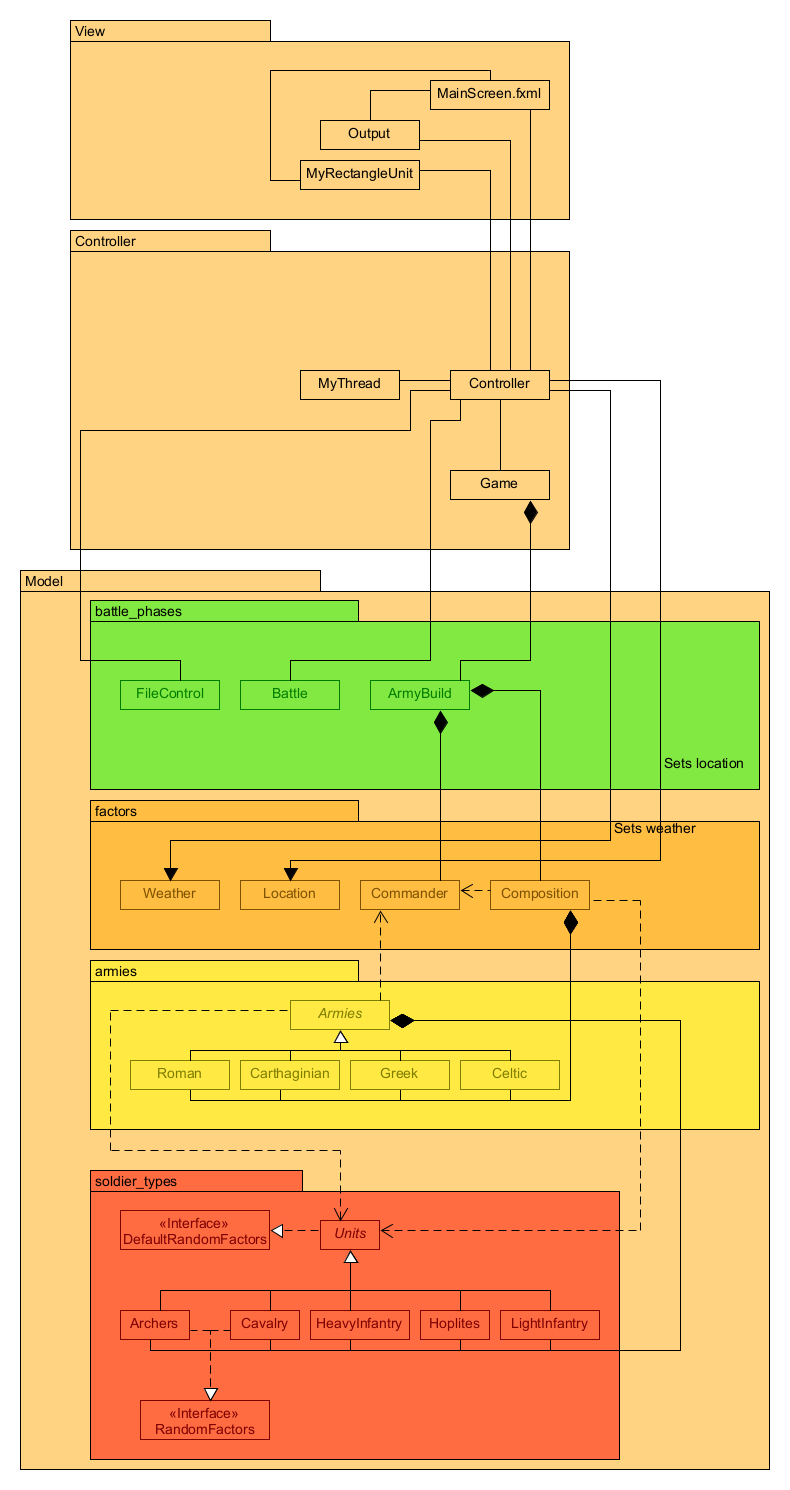 View
MainScreen.fxml
Output
MyRectangleUnit
Controller
MyThread
Controller
Game
Model
battle_phases
FileControl
Battle
ArmyBuild
Sets location
factors
Sets weather
Weather
Location
Commander
Composition
armies
Armies
Roman
Carthaginian
Greek
Celtic
soldier_types
«Interface»
DefaultRandomFactors
Units
Archers
Cavalry
HeavyInfantry
Hoplites
LightInfantry
«Interface»
RandomFactors